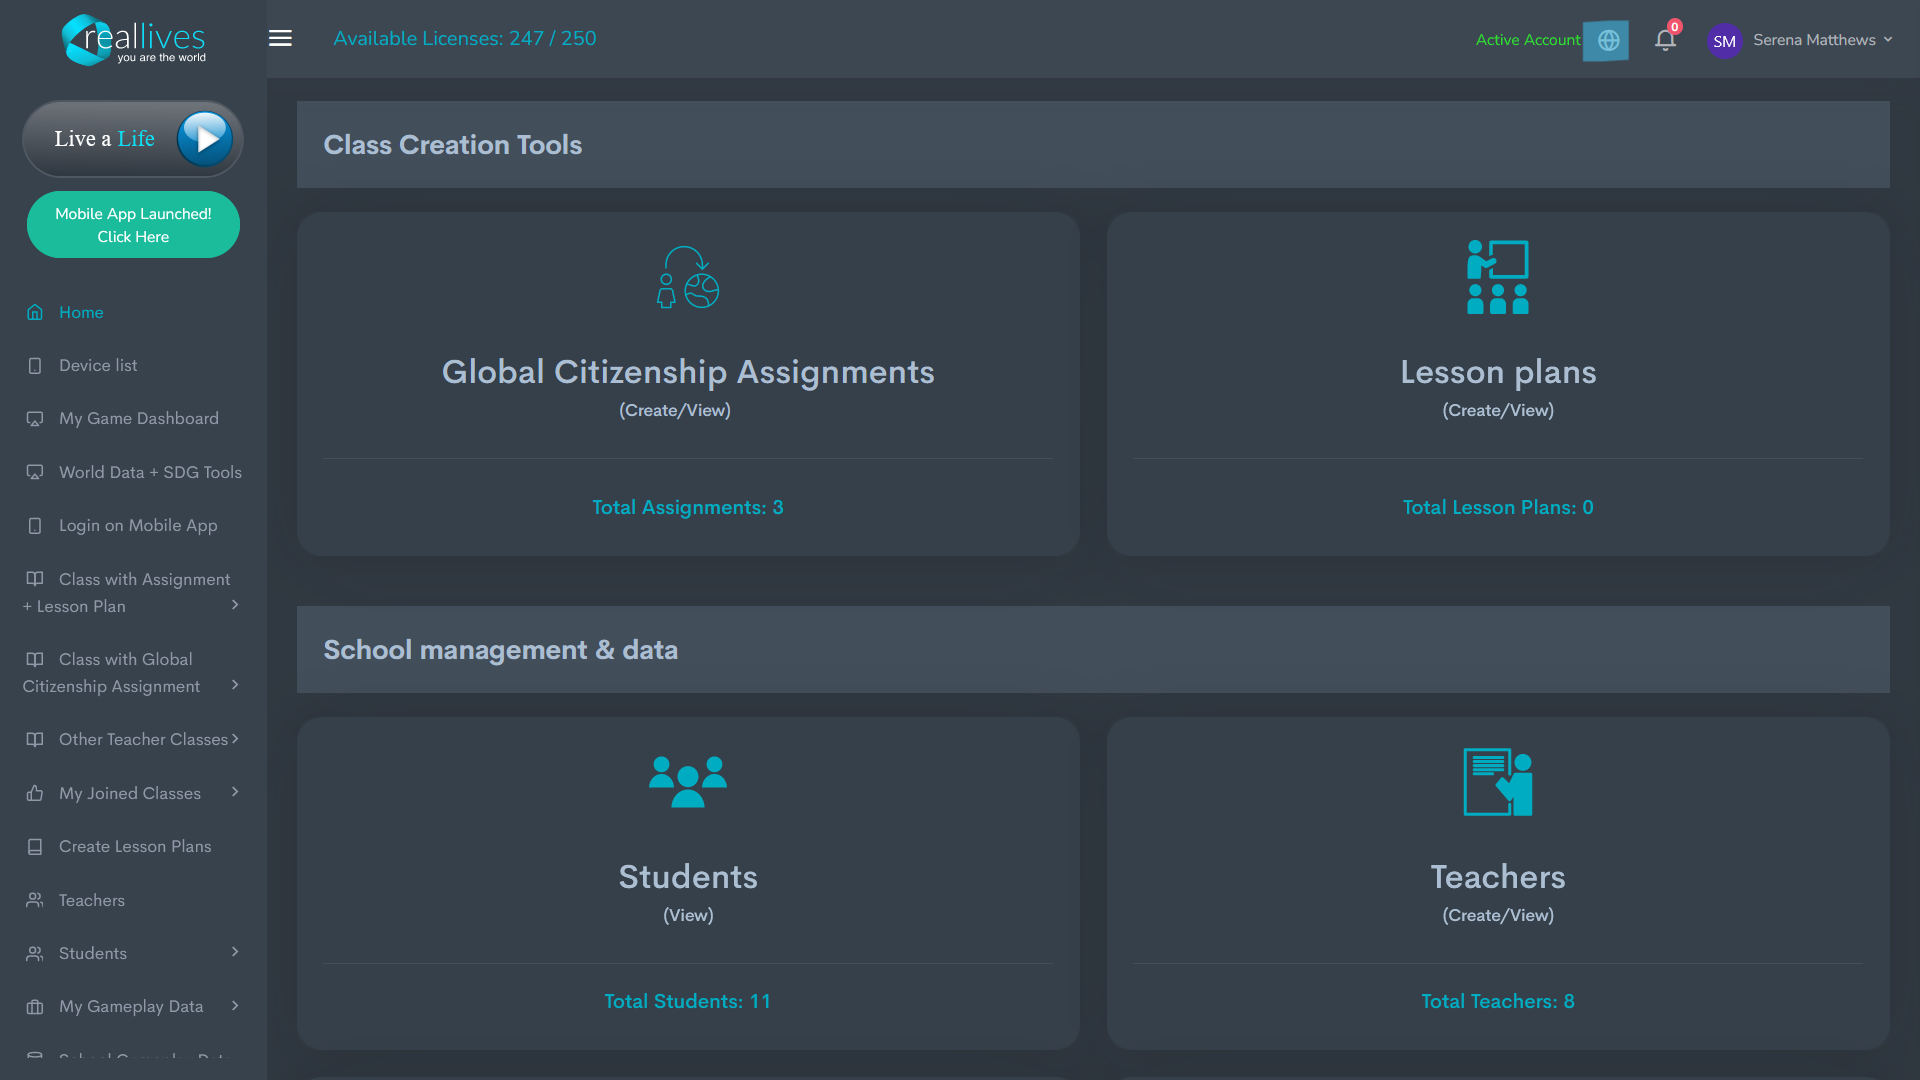 reallives
you are the world
Available Licenses: 247 / 250
Active Account
0
SM
Serena Matthews
Live a Life
Mobile App Launched!
Click Here
Home
Device list
My Game Dashboard
World Data + SDG Tools
Login on Mobile App
Class with Assignment
+ Lesson Plan
Class with Global
Citizenship Assignment
Other Teacher Classes
My Joined Classes
Create Lesson Plans
Teachers
Students
My Gameplay Data
School Gameplay Data
Class Creation Tools
Global Citizenship Assignments
(Create/View)
Total Assignments: 3
Lesson plans
(Create/View)
Total Lesson Plans: 0
School management & data
Students
(View)
Total Students: 11
Teachers
(Create/View)
Total Teachers: 8